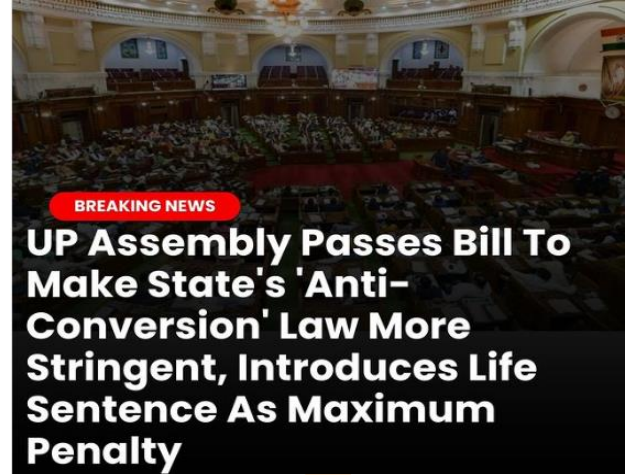 BREAKING NEWS
UP Assembly Passes Bill To
Make State's 'Anti-
Conversion' Law More
Stringent, Introduces Life
Sentence As Maximum
Penalty